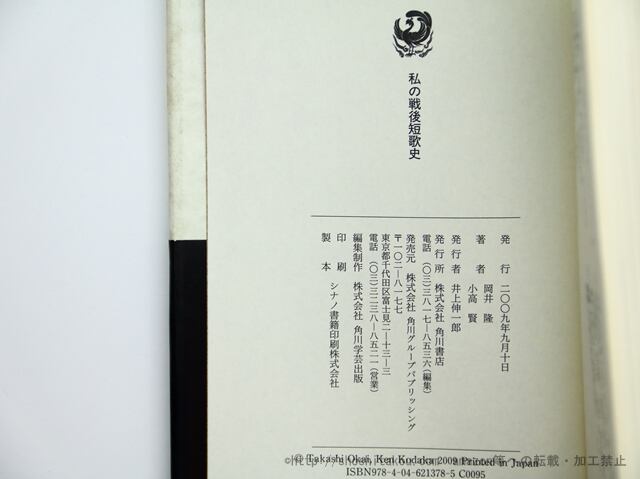 私の戦後短歌史
発行 二〇〇九年九月十日
著者 岡井 隆
小高 賢
発行者 井上伸一郎
発行所 株式会社 角川書店
電話 (〇三)三八一七―八五三六(編集)
発売元 株式会社 角川グループパブリッシング
〒一〇二―八一七七
東京都千代田区富士見二―十三―三
電話 (〇三)三二三八―八五二一(営業)
編集制作 株式会社 角川学芸出版
印刷
製本 シナノ書籍印刷株式会社
© Takashi Okai, Ken Kodaka 2009 Printed in Japan
ISBN978-4-04-621378-5 C0095
の転載・加工禁止